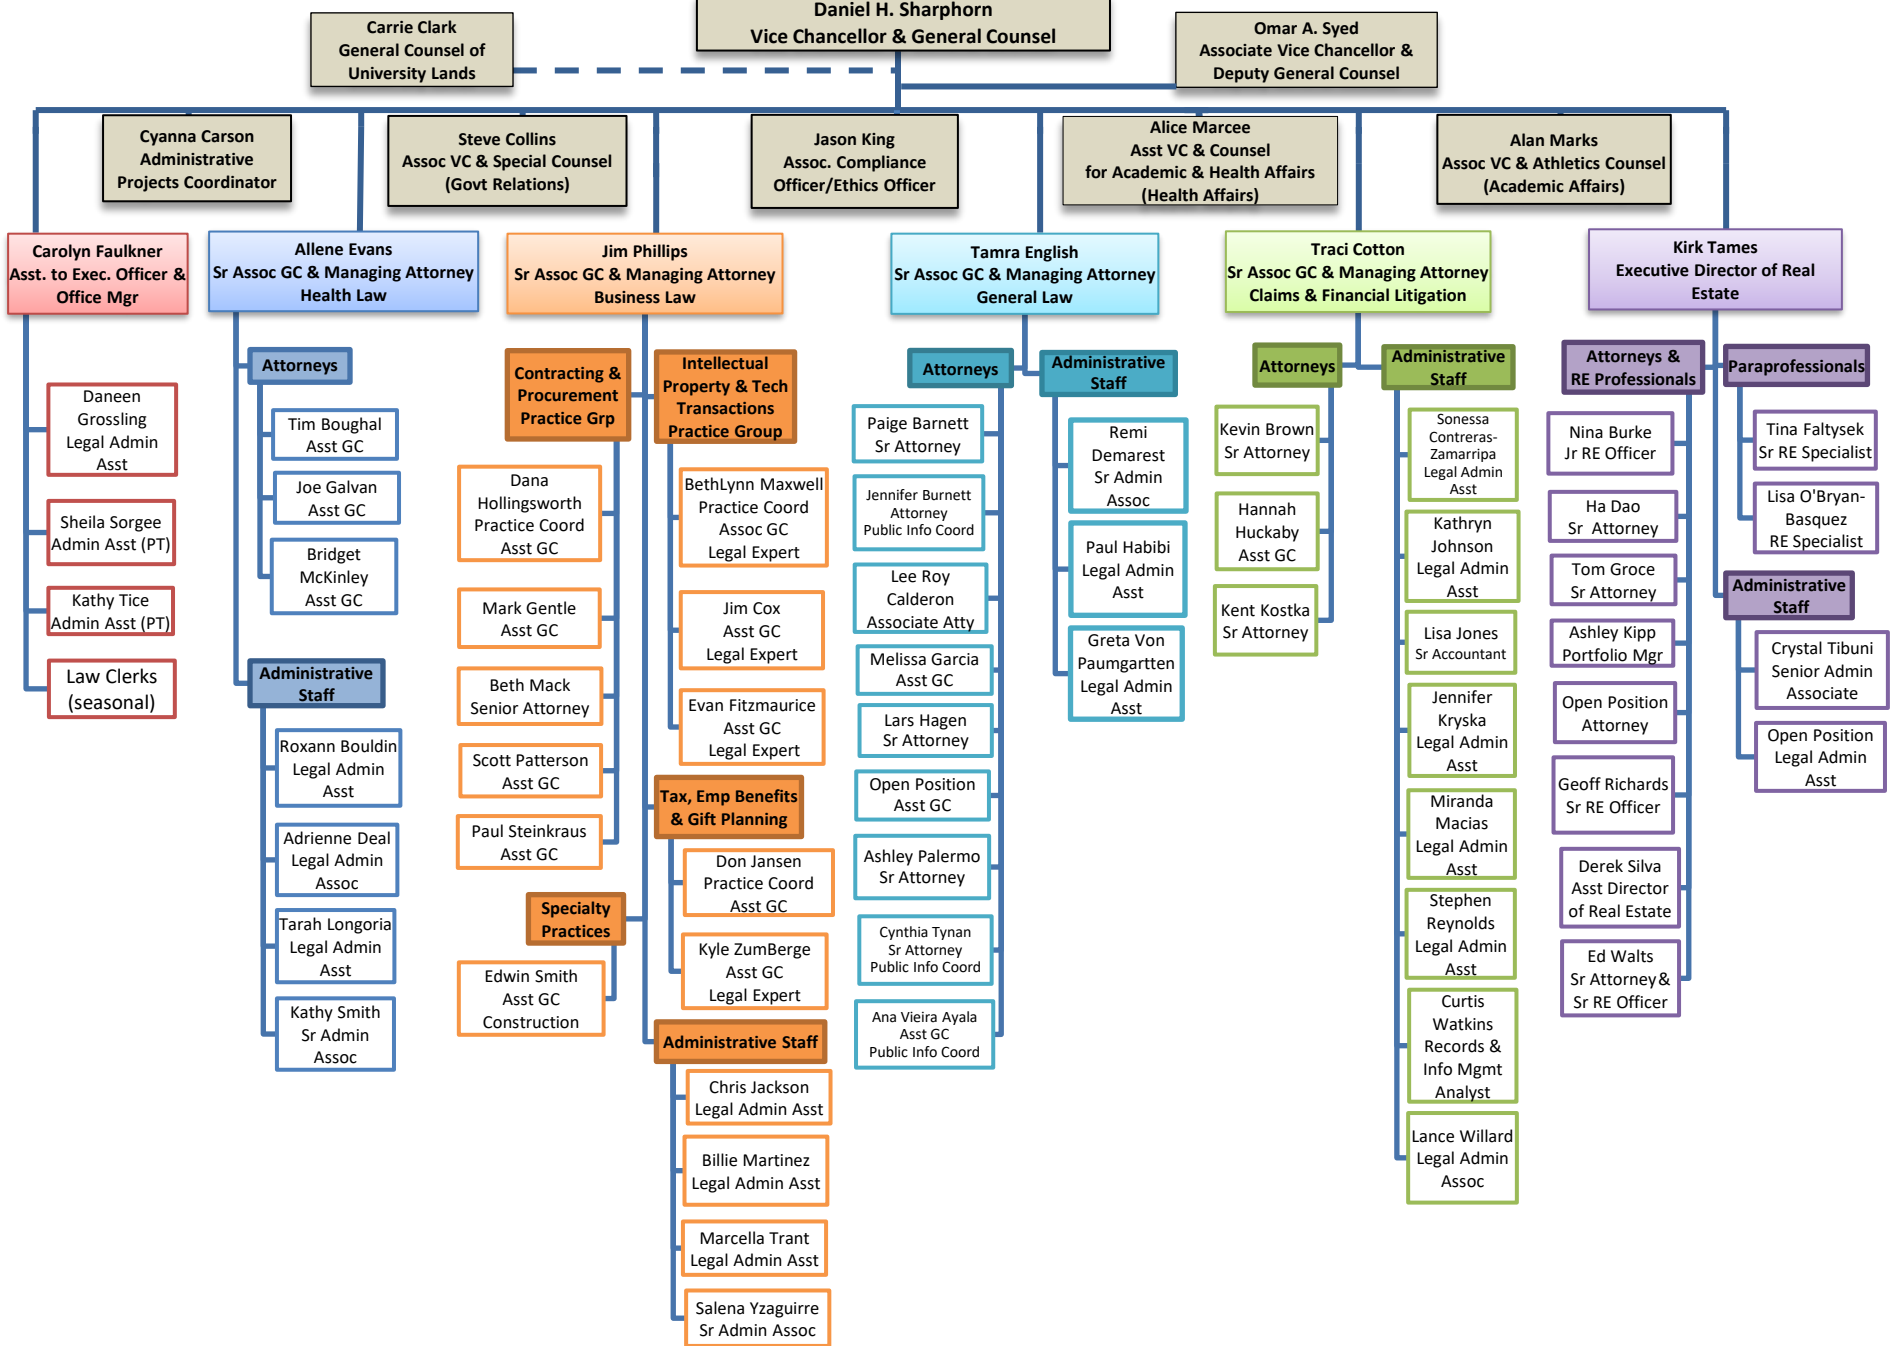 Daniel H. Sharphorn
Vice Chancellor & General Counsel
Carrie Clark
General Counsel of
University Lands
Omar A. Syed
Associate Vice Chancellor &
Deputy General Counsel
Cyanna Carson
Administrative
Projects Coordinator
Steve Collins
Assoc VC & Special Counsel
(Govt Relations)
Jason King
Assoc. Compliance
Officer/Ethics Officer
Alice Marcee
Asst VC & Counsel
for Academic & Health Affairs
(Health Affairs)
Alan Marks
Assoc VC & Athletics Counsel
(Academic Affairs)
Carolyn Faulkner
Asst. to Exec. Officer &
Office Mgr
Daneen
Grossling
Legal Admin
Asst
Sheila Sorgee
Admin Asst (PT)
Kathy Tice
Admin Asst (PT)
Law Clerks
(seasonal)
Allene Evans
Sr Assoc GC & Managing Attorney
Health Law
Attorneys
Tim Boughal
Asst GC
Joe Galvan
Asst GC
Bridget
McKinley
Asst GC
Administrative
Staff
Roxann Bouldin
Legal Admin
Asst
Adrienne Deal
Legal Admin
Assoc
Tarah Longoria
Legal Admin
Asst
Kathy Smith
Sr Admin
Assoc
Jim Phillips
Sr Assoc GC & Managing Attorney
Business Law
Contracting &
Procurement
Practice Grp
Dana
Hollingsworth
Practice Coord
Asst GC
Mark Gentle
Asst GC
Beth Mack
Senior Attorney
Scott Patterson
Asst GC
Paul Steinkraus
Asst GC
Specialty
Practices
Edwin Smith
Asst GC
Construction
Intellectual
Property & Tech
Transactions
Practice Group
BethLynn Maxwell
Practice Coord
Assoc GC
Legal Expert
Jim Cox
Asst GC
Legal Expert
Evan Fitzmaurice
Asst GC
Legal Expert
Tax, Emp Benefits
& Gift Planning
Don Jansen
Practice Coord
Asst GC
Kyle ZumBerge
Asst GC
Legal Expert
Administrative Staff
Chris Jackson
Legal Admin Asst
Billie Martinez
Legal Admin Asst
Marcella Trant
Legal Admin Asst
Salena Yzaguirre
Sr Admin Assoc
Tamra English
Sr Assoc GC & Managing Attorney
General Law
Attorneys
Paige Barnett
Sr Attorney
Jennifer Burnett
Attorney
Public Info Coord
Lee Roy
Calderon
Associate Atty
Melissa Garcia
Asst GC
Lars Hagen
Sr Attorney
Open Position
Asst GC
Ashley Palermo
Sr Attorney
Cynthia Tynan
Sr Attorney
Public Info Coord
Ana Vieira Ayala
Asst GC
Public Info Coord
Administrative
Staff
Remi
Demarest
Sr Admin
Assoc
Paul Habibi
Legal Admin
Asst
Greta Von
Paumgartten
Legal Admin
Asst
Traci Cotton
Sr Assoc GC & Managing Attorney
Claims & Financial Litigation
Attorneys
Kevin Brown
Sr Attorney
Hannah
Huckaby
Asst GC
Kent Kostka
Sr Attorney
Administrative
Staff
Sonessa
Contreras-
Zamarripa
Legal Admin
Asst
Kathryn
Johnson
Legal Admin
Asst
Lisa Jones
Sr Accountant
Jennifer
Kryska
Legal Admin
Asst
Miranda
Macias
Legal Admin
Asst
Stephen
Reynolds
Legal Admin
Asst
Curtis
Watkins
Records &
Info Mgmt
Analyst
Lance Willard
Legal Admin
Assoc
Kirk Tames
Executive Director of Real
Estate
Attorneys &
RE Professionals
Nina Burke
Jr RE Officer
Ha Dao
Sr Attorney
Tom Groce
Sr Attorney
Ashley Kipp
Portfolio Mgr
Open Position
Attorney
Geoff Richards
Sr RE Officer
Derek Silva
Asst Director
of Real Estate
Ed Walts
Sr Attorney &
Sr RE Officer
Paraprofessionals
Tina Faltysek
Sr RE Specialist
Lisa O'Bryan-
Basquez
RE Specialist
Administrative
Staff
Crystal Tibuni
Senior Admin
Associate
Open Position
Legal Admin
Asst